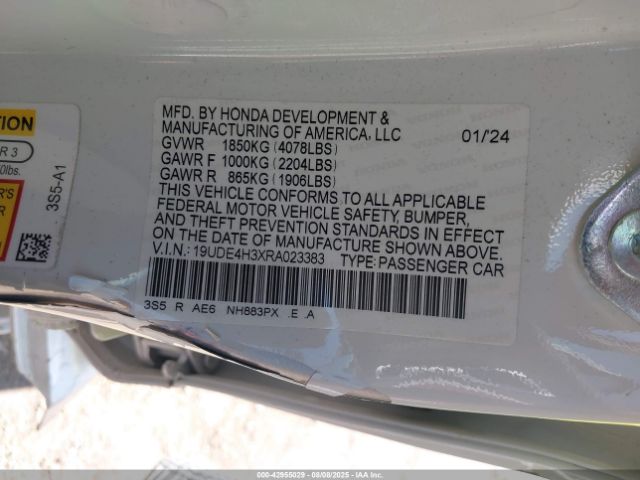 MFD. BY HONDA DEVELOPMENT &
MANUFACTURING OF AMERICA, LLC 01/24
GVWR 1850KG (4078LBS)
GAWR F 1000KG (2204LBS)
GAWR R 865KG (1906LBS)
THIS VEHICLE CONFORMS TO ALL APPLICABLE
FEDERAL MOTOR VEHICLE SAFETY, BUMPER,
AND THEFT PREVENTION STANDARDS IN EFFECT
ON THE DATE OF MANUFACTURE SHOWN ABOVE.
V.I.N.: 19UDE4H3XRA023383 TYPE: PASSENGER CAR
3S5 R AE6 NH883PX .E .A
TION
R 3
0lbs.
R'S
R
3S5-A1
000-42955029 - 08/08/2025 - IAAI.COM